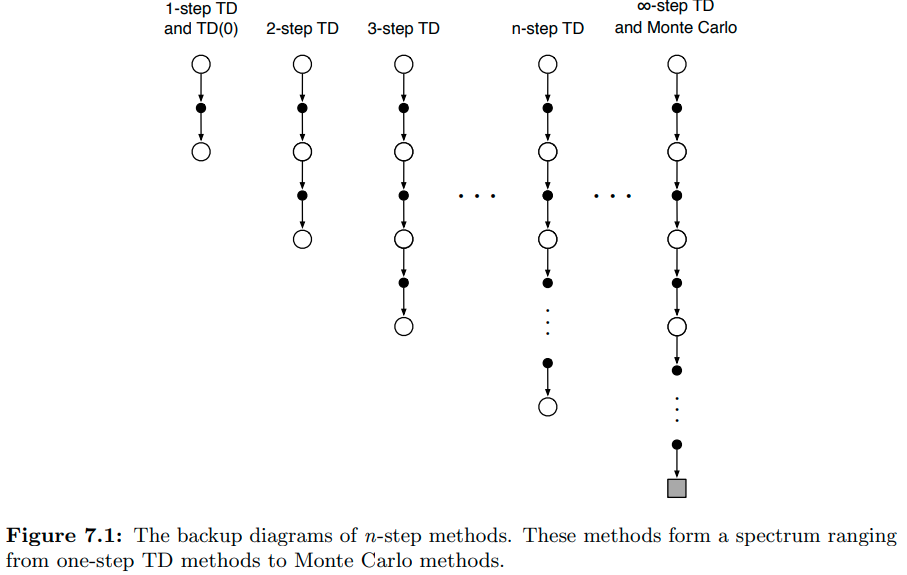 1-step TD
and TD(0)
2-step TD
3-step TD
n-step TD
∞-step TD
and Monte Carlo
Figure 7.1: The backup diagrams of n-step methods. These methods form a spectrum ranging
from one-step TD methods to Monte Carlo methods.